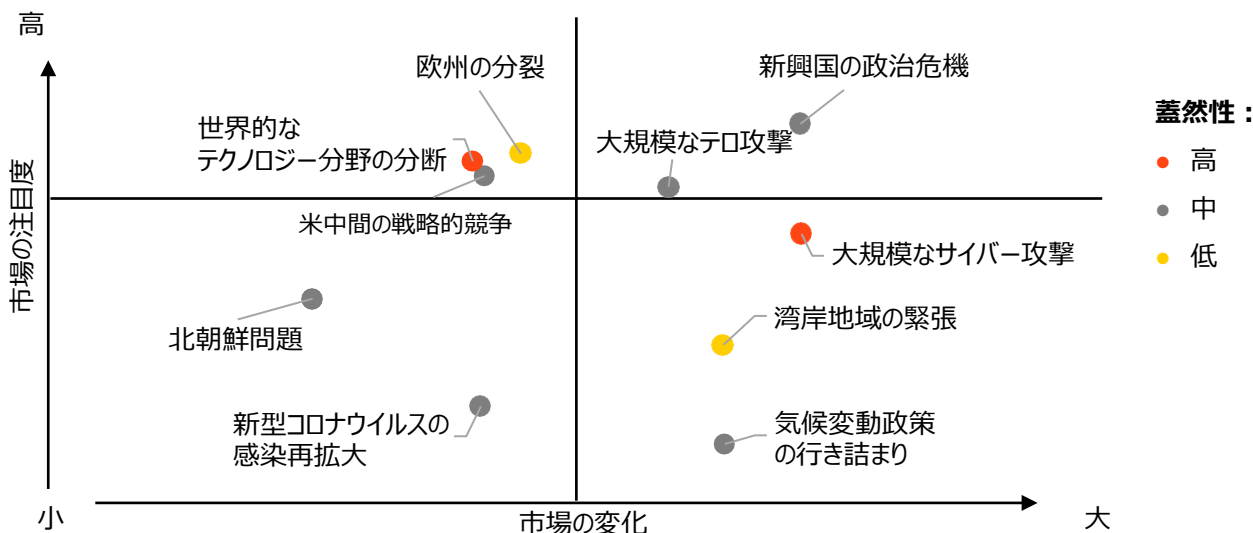 高
欧州の分裂
新興国の政治危機
蓋然性：
世界的な
テクノロジー分野の分断
大規模なテロ攻撃
高
市場の注目度
中
米中間の戦略的競争
大規模なサイバー攻撃
低
湾岸地域の緊張
北朝鮮問題
新型コロナウイルスの
感染再拡大
気候変動政策
の行き詰まり
小
市場の変化
大